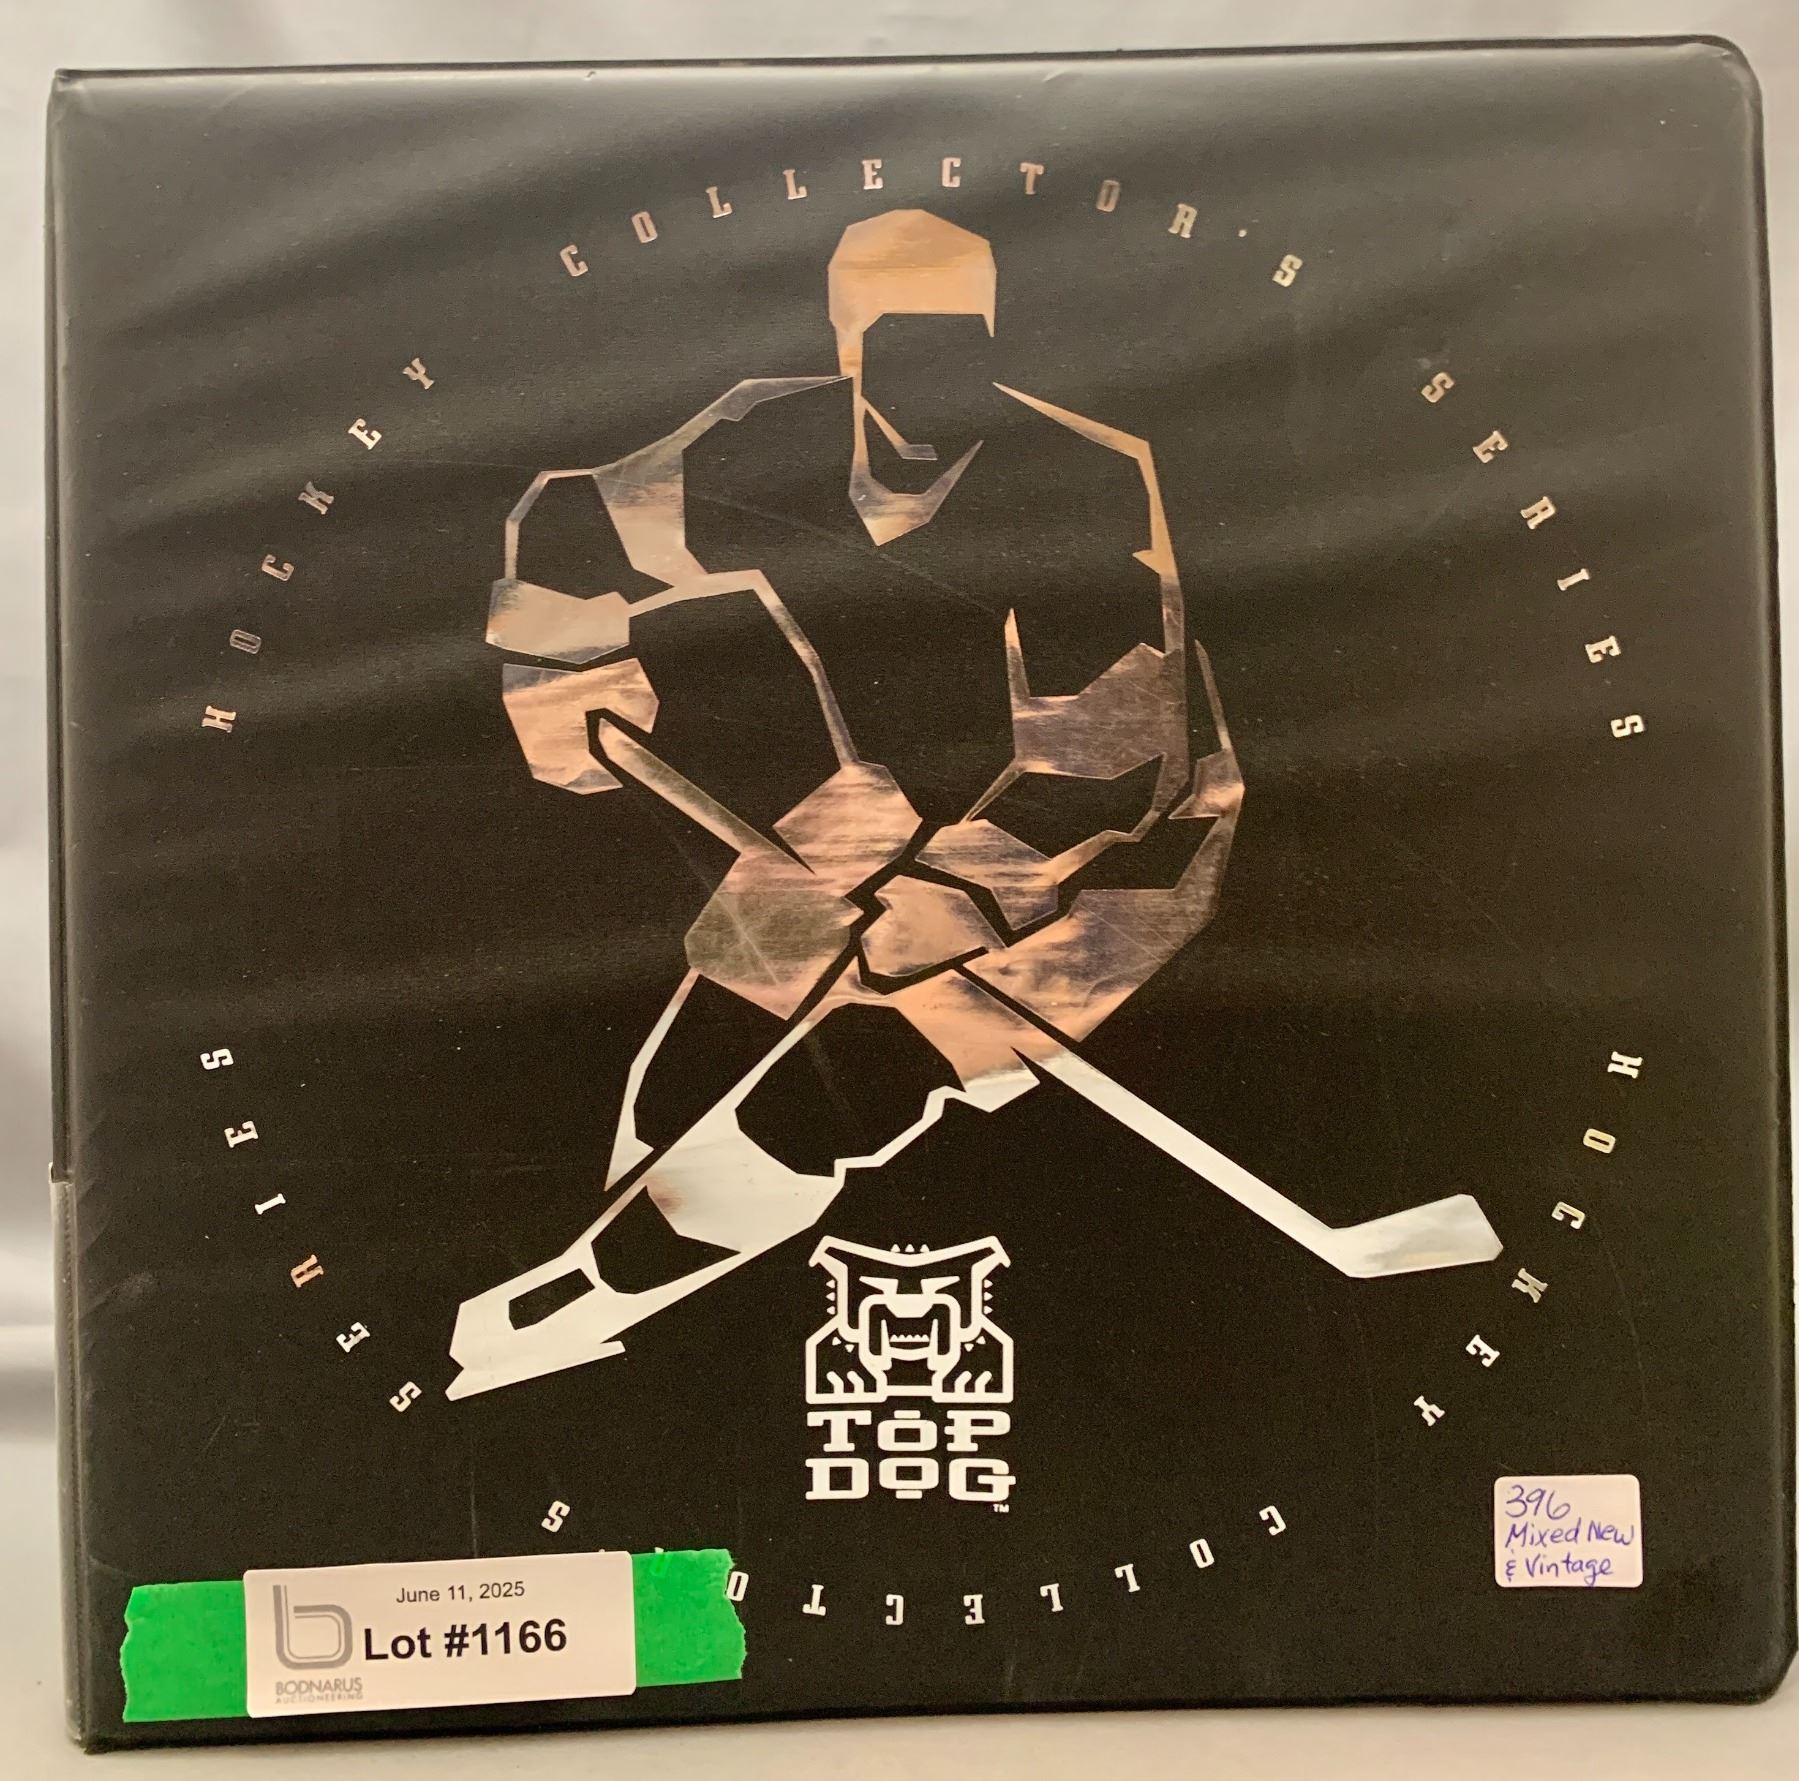 HOCKEY COLLECTOR'S SERIES
HOCKEY COLLECTOR'S SERIES
TOP
DOG
TM
396
Mixed New
& Vintage
June 11, 2025
Lot #1166
BODNARUS
AUCTIONEERING